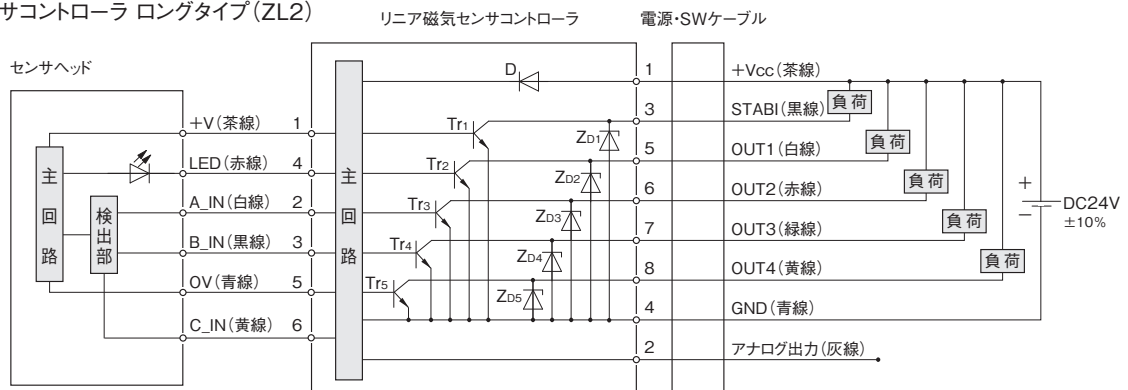 サコントローラ ロングタイプ(ZL2)
リニア磁気センサコントローラ
電源・SWケーブル
センサヘッド
主回路
検出部
+V(茶線) 1
LED(赤線) 4
A_IN(白線) 2
B_IN(黒線) 3
0V(青線) 5
C_IN(黄線) 6
主回路
D
Tr1
Tr2
Tr3
Tr4
Tr5
ZD1
ZD2
ZD3
ZD4
ZD5
1 +Vcc(茶線)
3 STABI(黒線)
5 OUT1(白線)
6 OUT2(赤線)
7 OUT3(緑線)
8 OUT4(黄線)
4 GND(青線)
2 アナログ出力(灰線)
負荷
負荷
負荷
負荷
負荷
+
−
DC24V
±10%